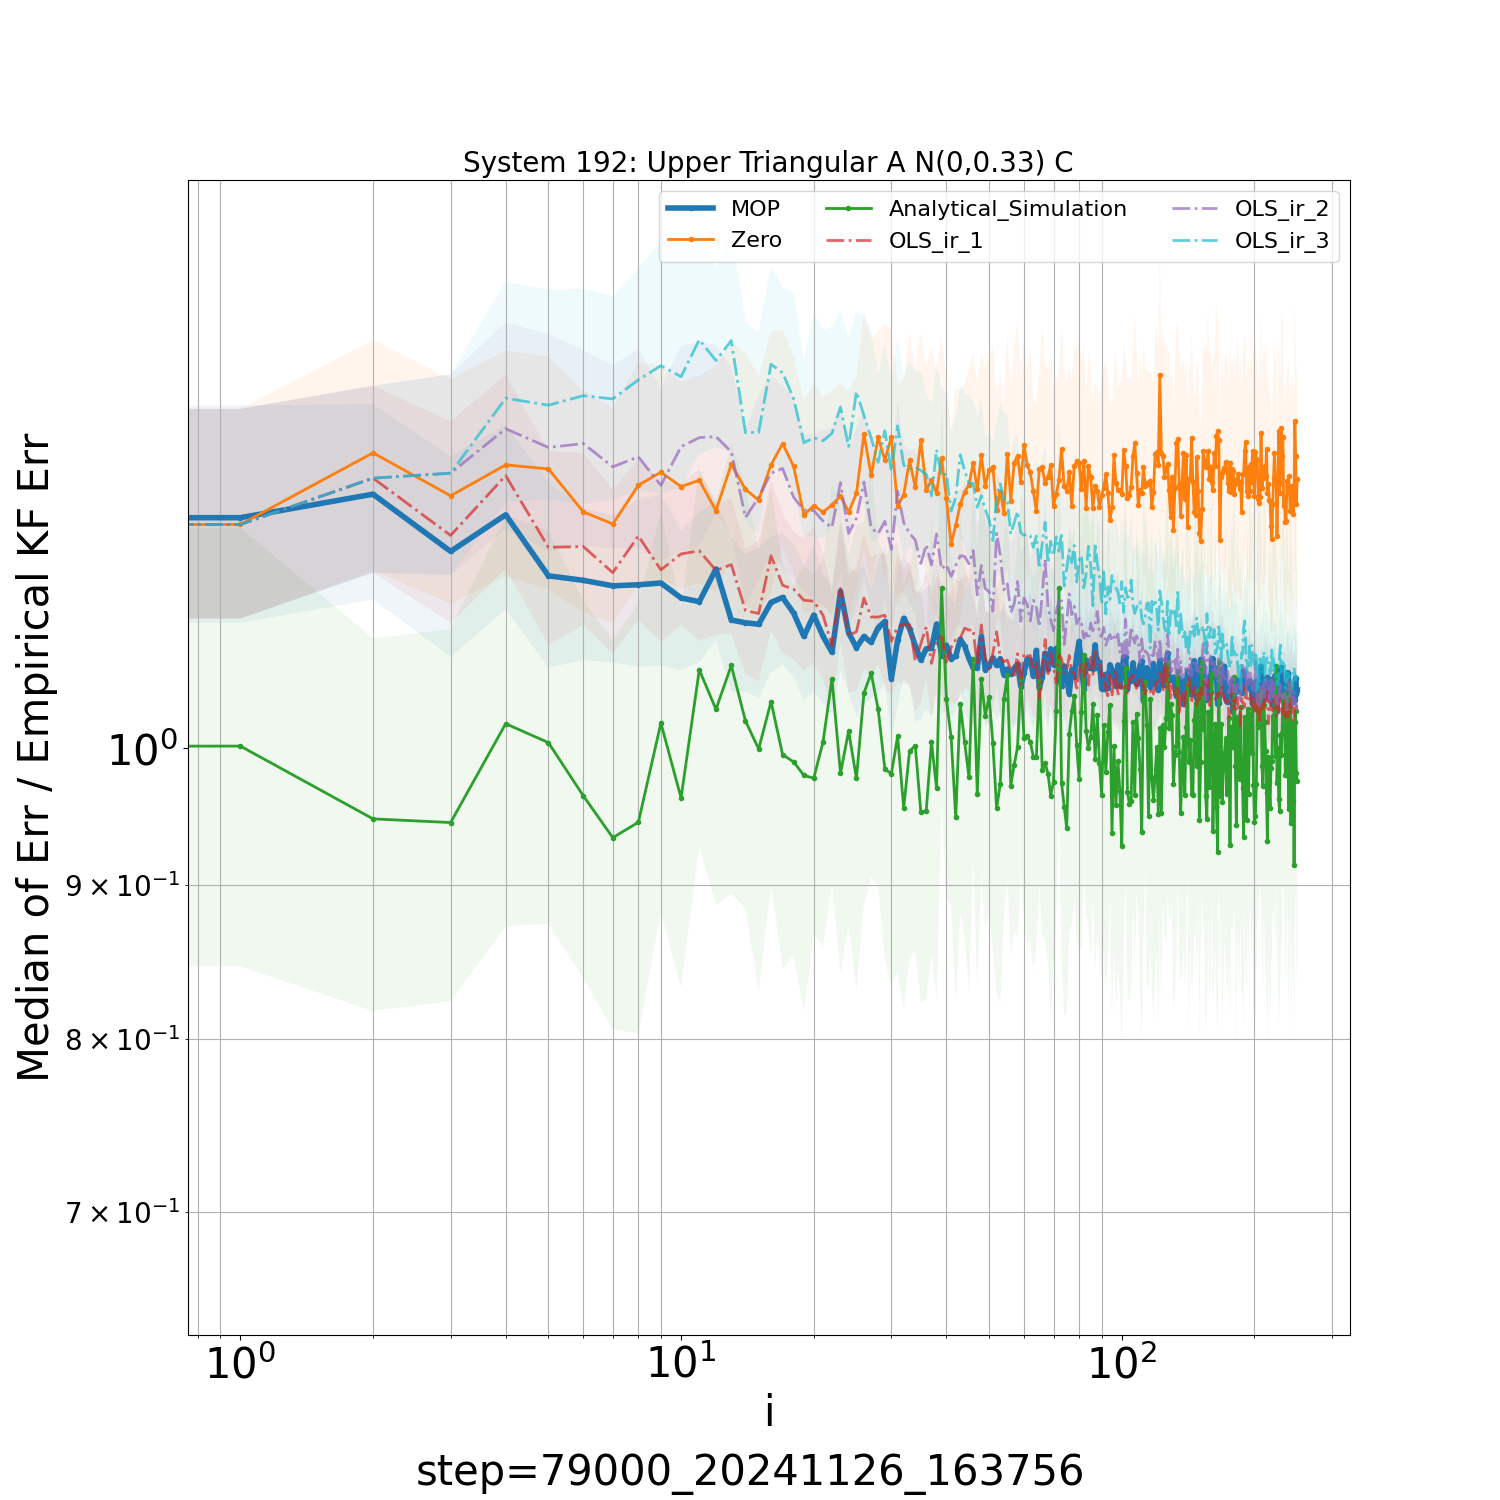 System 192: Upper Triangular A N(0,0.33) C
MOP
Zero
Analytical_Simulation
OLS_ir_1
OLS_ir_2
OLS_ir_3
Median of Err / Empirical KF Err
10⁰
9 × 10⁻¹
8 × 10⁻¹
7 × 10⁻¹
10⁰ 10¹ 10²
i
step=79000_20241126_163756